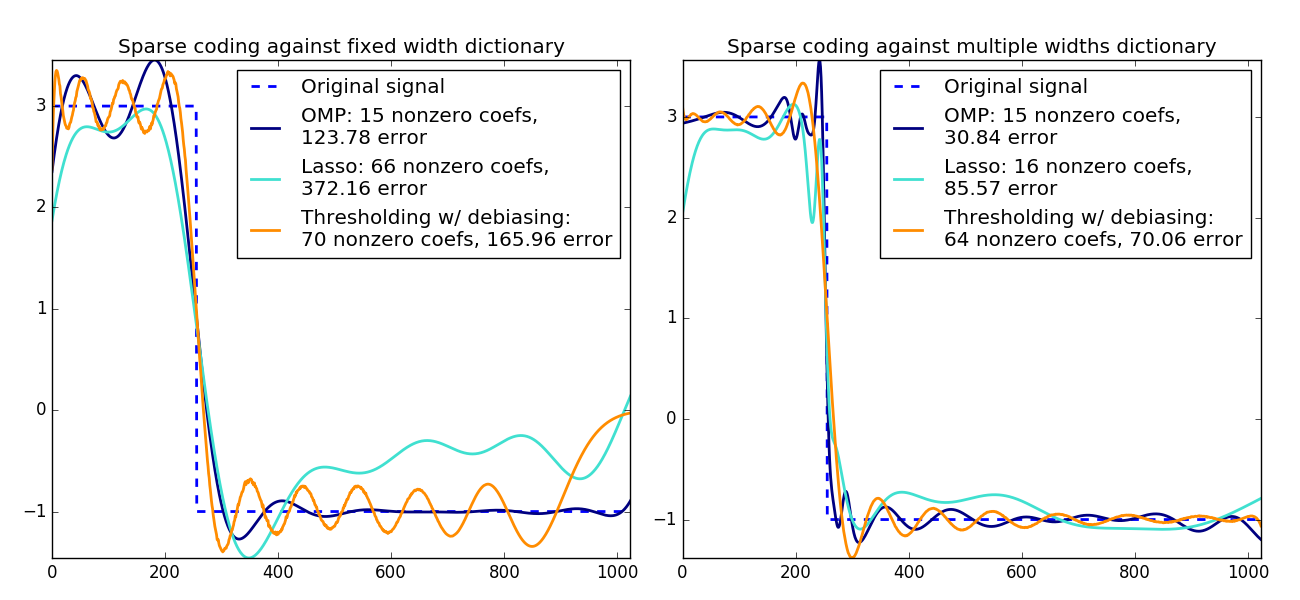 Sparse coding against fixed width dictionary
Original signal
OMP: 15 nonzero coefs,
123.78 error
Lasso: 66 nonzero coefs,
372.16 error
Thresholding w/ debiasing:
70 nonzero coefs, 165.96 error
3
2
1
0
−1
0 200 400 600 800 1000
Sparse coding against multiple widths dictionary
Original signal
OMP: 15 nonzero coefs,
30.84 error
Lasso: 16 nonzero coefs,
85.57 error
Thresholding w/ debiasing:
64 nonzero coefs, 70.06 error
3
2
1
0
−1
0 200 400 600 800 1000